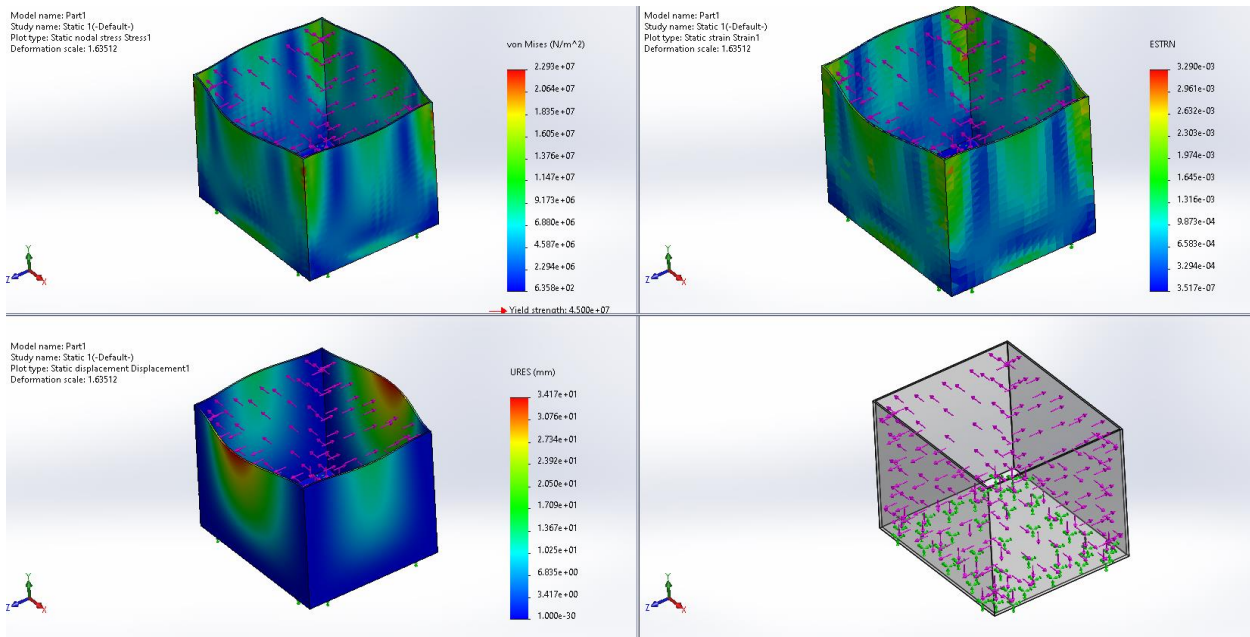 Model name: Part1
Study name: Static 1(-Default-)
Plot type: Static nodal stress Stress1
Deformation scale: 1.63512
von Mises (N/m^2)
2.293e+07
2.064e+07
1.835e+07
1.605e+07
1.376e+07
1.147e+07
9.173e+06
6.880e+06
4.587e+06
2.294e+06
6.358e+02
Yield strength: 4.500e+07
Y
Z
X
Model name: Part1
Study name: Static 1(-Default-)
Plot type: Static strain Strain1
Deformation scale: 1.63512
ESTRN
3.290e-03
2.961e-03
2.632e-03
2.303e-03
1.974e-03
1.645e-03
1.316e-03
9.873e-04
6.583e-04
3.294e-04
3.517e-07
Y
Z
X
Model name: Part1
Study name: Static 1(-Default-)
Plot type: Static displacement Displacement1
Deformation scale: 1.63512
URES (mm)
3.417e+01
3.076e+01
2.734e+01
2.392e+01
2.050e+01
1.709e+01
1.367e+01
1.025e+01
6.835e+00
3.417e+00
1.000e-30
Y
Z
X
Y
Z
X